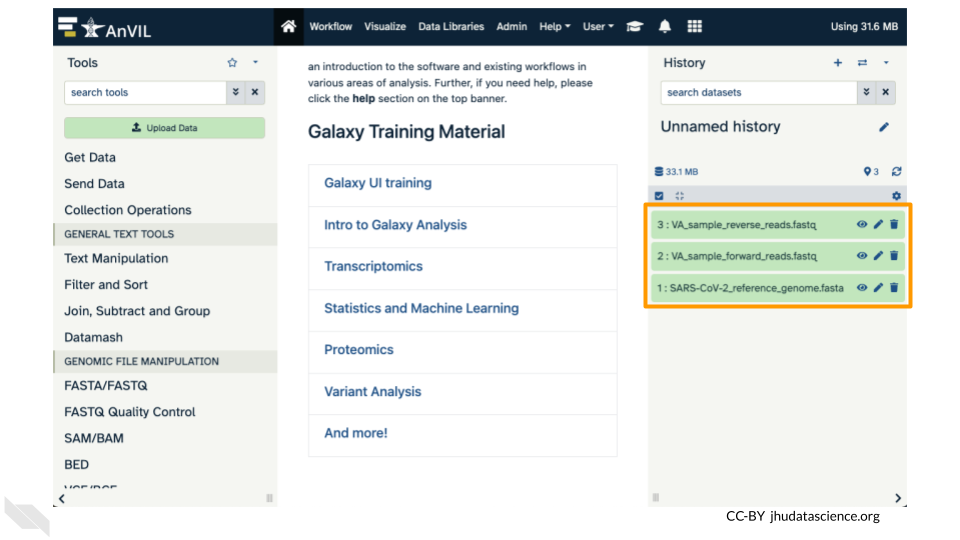 AnVIL
Workflow Visualize Data Libraries Admin Help User
Using 31.6 MB
Tools
search tools
Upload Data
Get Data
Send Data
Collection Operations
GENERAL TEXT TOOLS
Text Manipulation
Filter and Sort
Join, Subtract and Group
Datamash
GENOMIC FILE MANIPULATION
FASTA/FASTQ
FASTQ Quality Control
SAM/BAM
BED
an introduction to the software and existing workflows in
various areas of analysis. Further, if you need help, please
click the help section on the top banner.
Galaxy Training Material
Galaxy UI training
Intro to Galaxy Analysis
Transcriptomics
Statistics and Machine Learning
Proteomics
Variant Analysis
And more!
History
search datasets
Unnamed history
33.1 MB
3
3 : VA_sample_reverse_reads.fastq
2 : VA_sample_forward_reads.fastq
1 : SARS-CoV-2_reference_genome.fasta
CC-BY jhudatascience.org